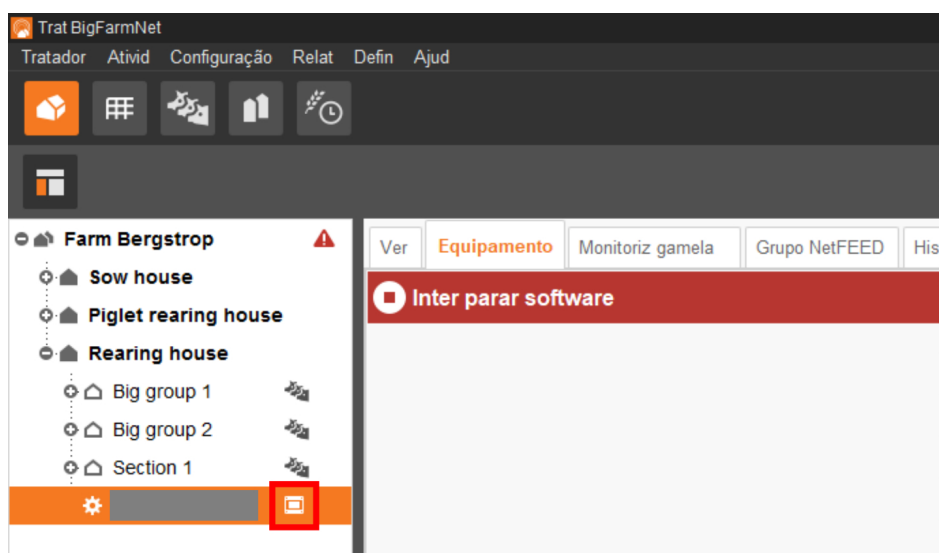 Trat BigFarmNet
Tratador Ativid Configuração Relat Defin Ajud
Farm Bergstrop
Sow house
Piglet rearing house
Rearing house
Big group 1
Big group 2
Section 1
Ver Equipamento Monitoriz gamela Grupo NetFEED His
Inter parar software